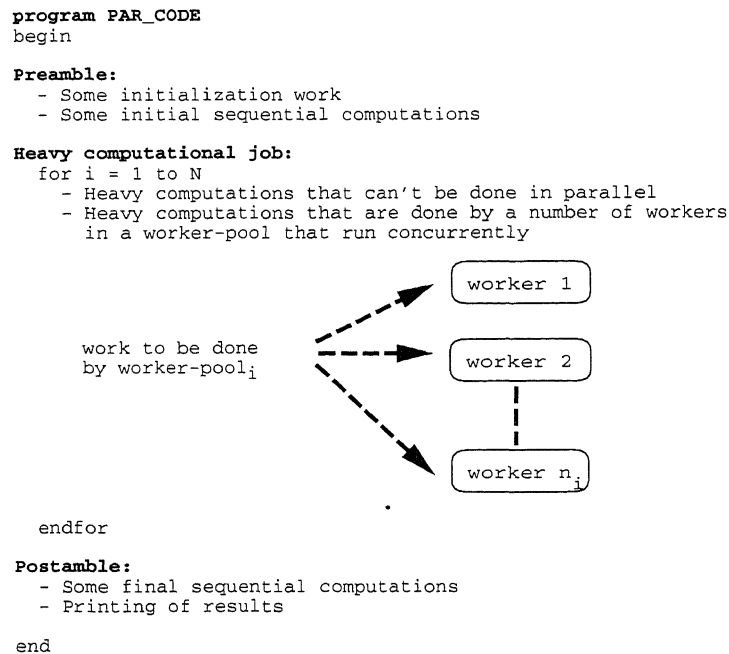 program PAR_CODE
begin
Preamble:
- Some initialization work
- Some initial sequential computations
Heavy computational job:
for i = 1 to N
- Heavy computations that can't be done in parallel
- Heavy computations that are done by a number of workers
in a worker-pool that run concurrently
worker 1
work to be done
by worker-pool_i
worker 2
worker n_i
endfor
Postamble:
- Some final sequential computations
- Printing of results
end